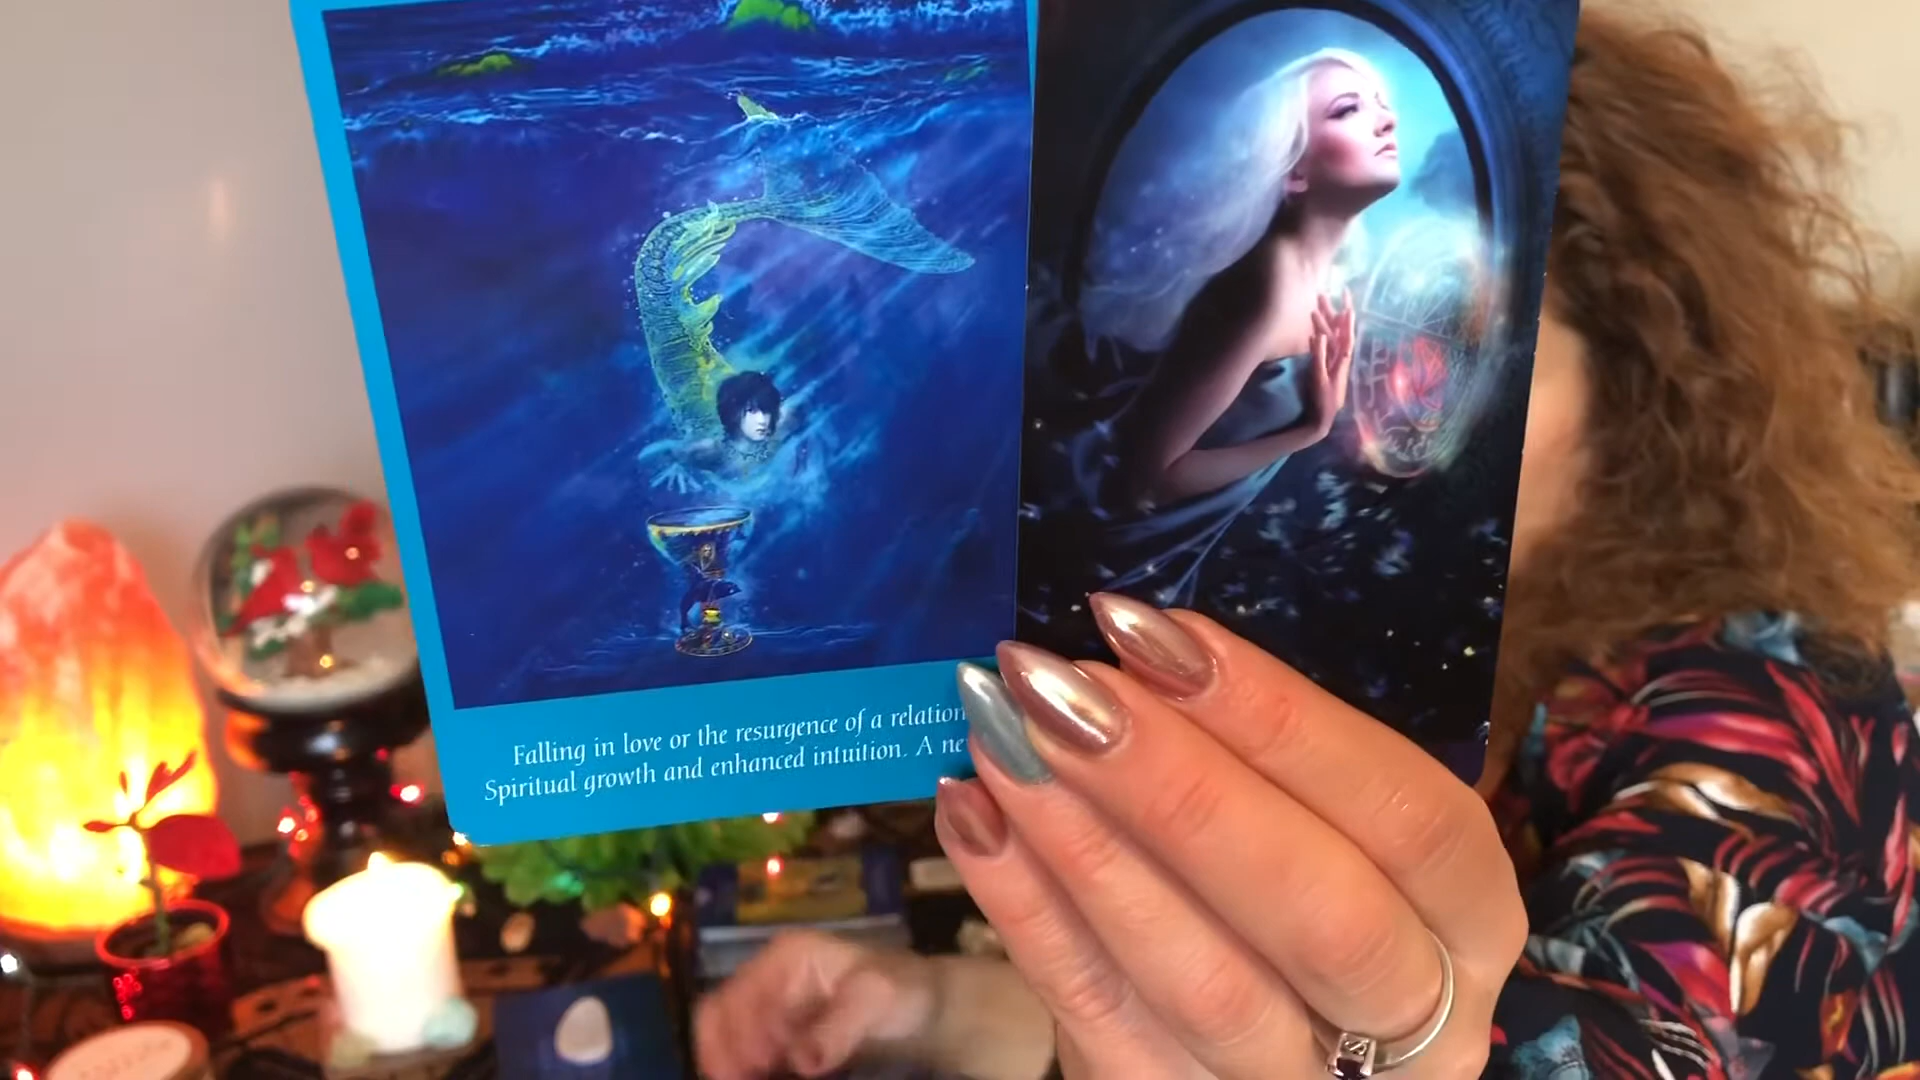 Falling in love or the resurgence of a relation
Spiritual growth and enhanced intuition. A ne